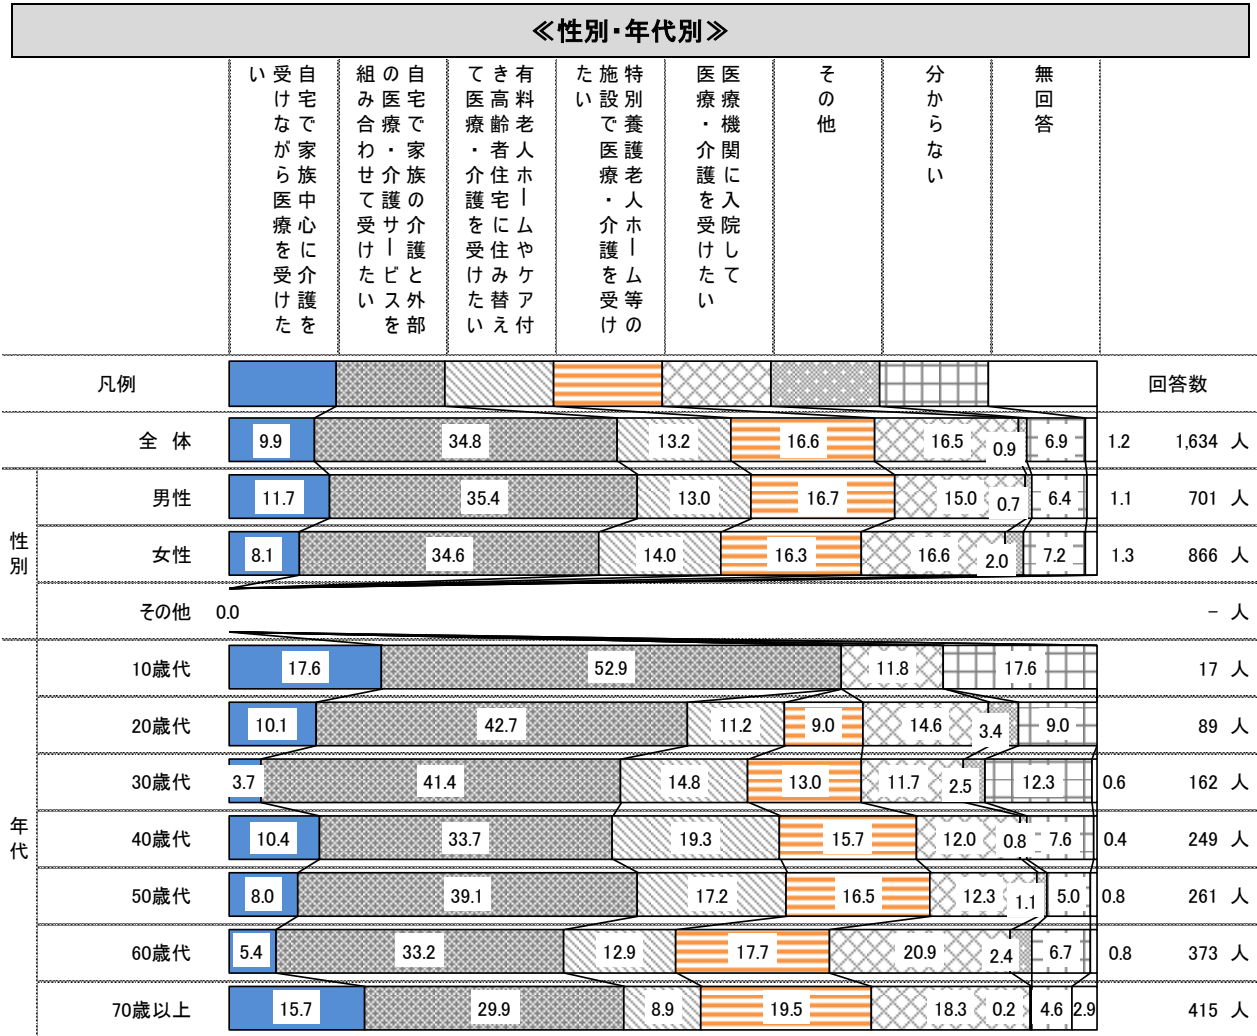 ≪性別・年代別≫
自宅で家族中心に介護を
受けながら医療を受けた
い
自宅で家族の介護と外部
の医療・介護サービスを
組み合わせて受けたい
有料老人ホームやケア付
き高齢者住宅に住み替え
て医療・介護を受けたい
特別養護老人ホーム等の
施設で医療・介護を受け
たい
医療機関に入院して
医療・介護を受けたい
その他
分からない
無回答
凡例 回答数
全 体 9.9 34.8 13.2 16.6 16.5 0.9 6.9 1.2 1,634 人
性別
男性 11.7 35.4 13.0 16.7 15.0 0.7 6.4 1.1 701 人
女性 8.1 34.6 14.0 16.3 16.6 2.0 7.2 1.3 866 人
その他 0.0 - 人
年代
10歳代 17.6 52.9 11.8 17.6 17 人
20歳代 10.1 42.7 11.2 9.0 14.6 3.4 9.0 89 人
30歳代 3.7 41.4 14.8 13.0 11.7 2.5 12.3 0.6 162 人
40歳代 10.4 33.7 19.3 15.7 12.0 0.8 7.6 0.4 249 人
50歳代 8.0 39.1 17.2 16.5 12.3 1.1 5.0 0.8 261 人
60歳代 5.4 33.2 12.9 17.7 20.9 2.4 6.7 0.8 373 人
70歳以上 15.7 29.9 8.9 19.5 18.3 0.2 4.6 2.9 415 人